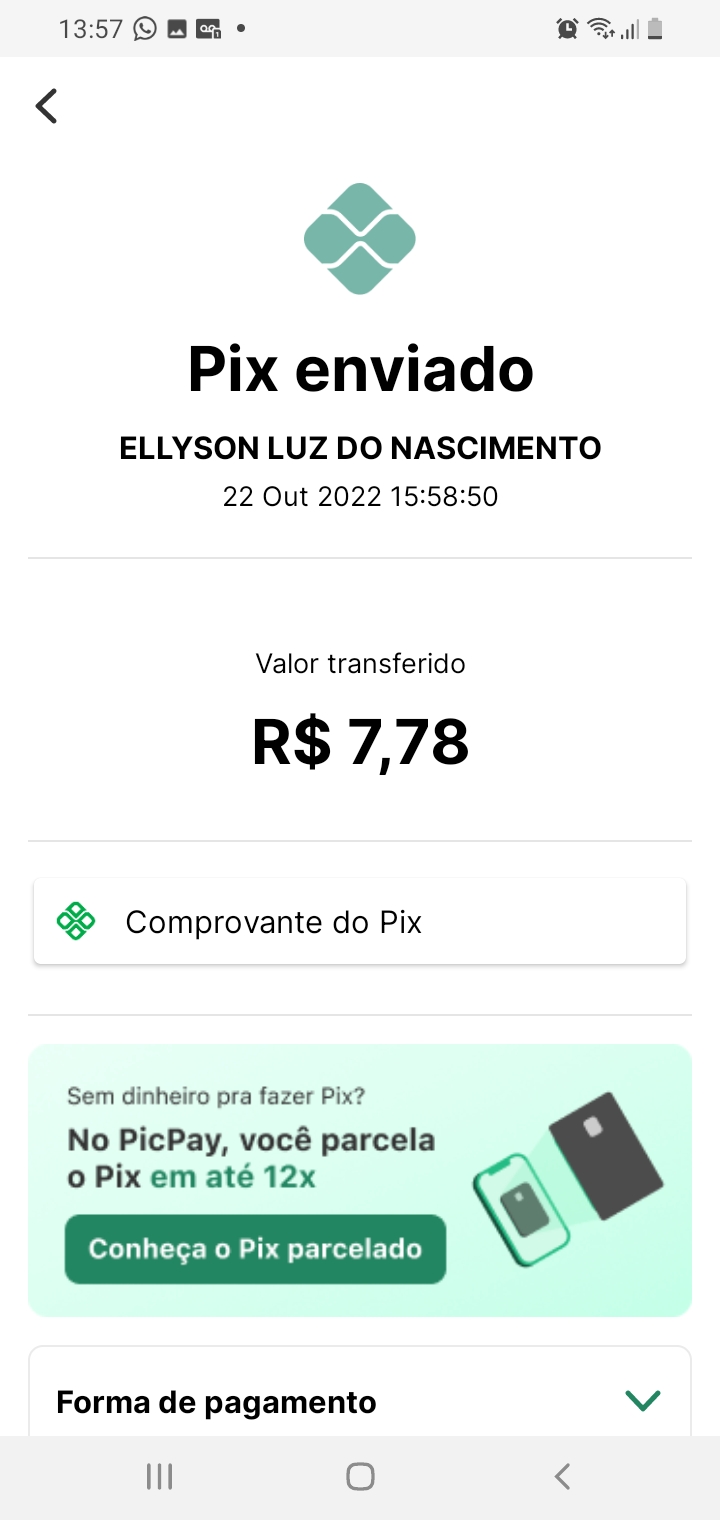 13:57
Pix enviado
ELLYSON LUZ DO NASCIMENTO
22 Out 2022 15:58:50
Valor transferido
R$ 7,78
Comprovante do Pix
Sem dinheiro pra fazer Pix?
No PicPay, você parcela
o Pix em até 12x
Conheça o Pix parcelado
Forma de pagamento